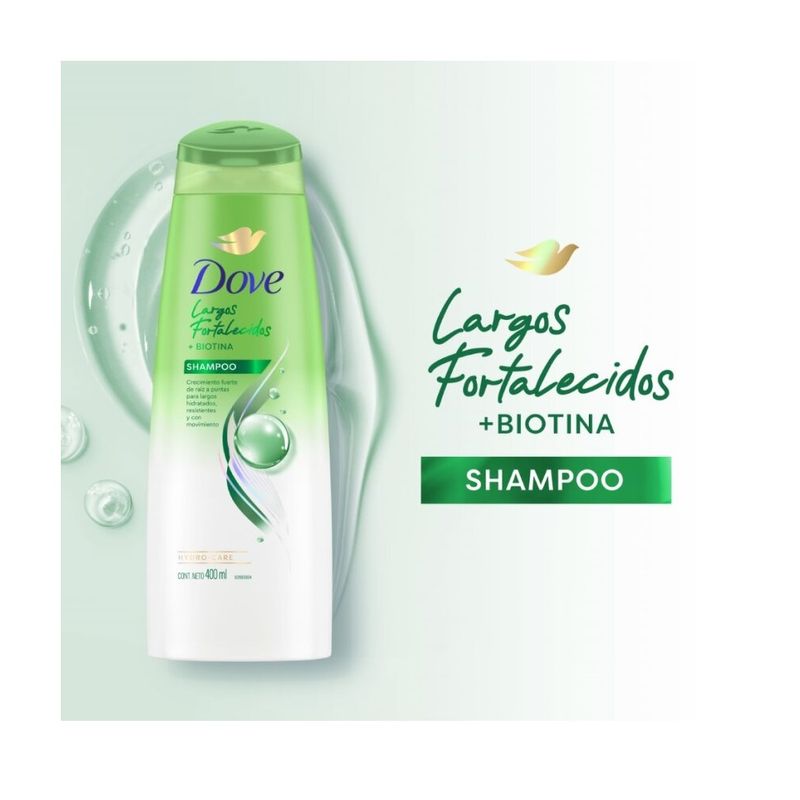 Dove
Largos
Fortalecidos
+ BIOTINA
SHAMPOO
Crecimiento fuerte
de raíz a puntas
para largos
hidratados,
resistentes
y con
movimiento
HYDRO-CARE
CONT. NETO 400 ml
Largos
Fortalecidos
+BIOTINA
SHAMPOO